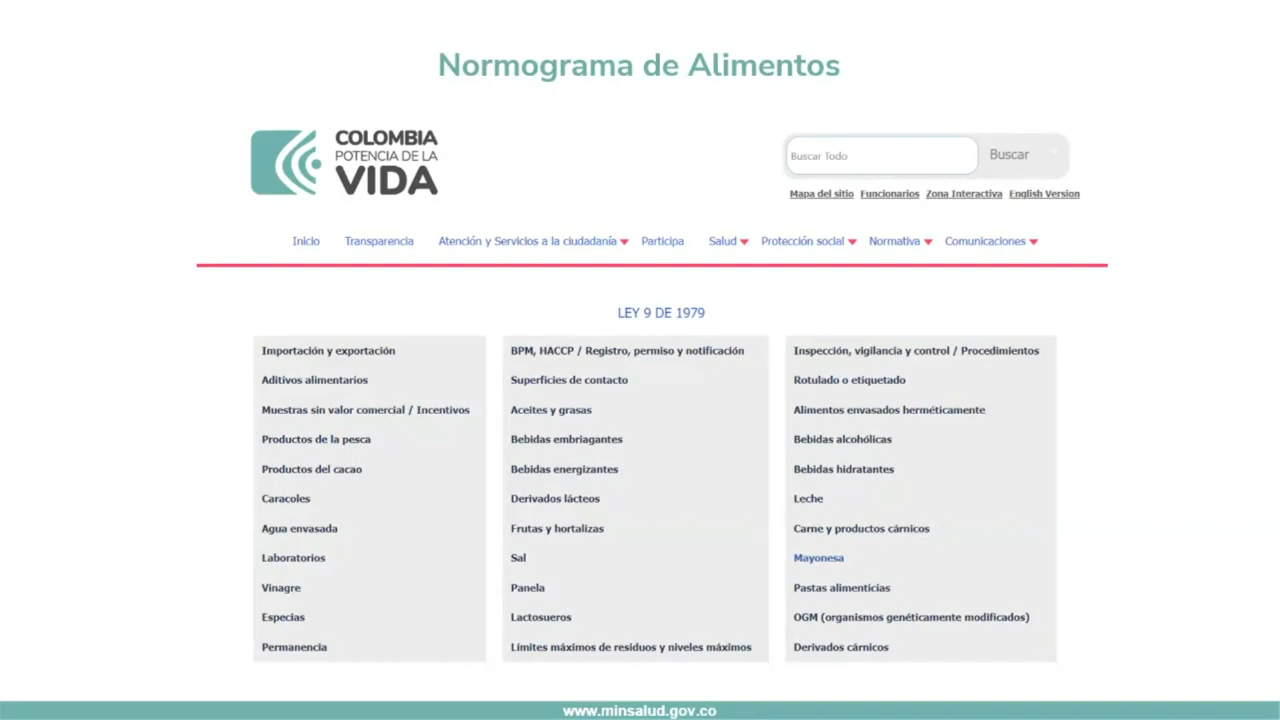 Normograma de Alimentos
COLOMBIA
POTENCIA DE LA
VIDA
Buscar Todo
Buscar
Mapa del sitio Funcionarios Zona Interactiva English Version
Inicio Transparencia Atención y Servicios a la ciudadanía Participa Salud Protección social Normativa Comunicaciones
LEY 9 DE 1979
Importación y exportación
Aditivos alimentarios
Muestras sin valor comercial / Incentivos
Productos de la pesca
Productos del cacao
Caracoles
Agua envasada
Laboratorios
Vinagre
Especias
Permanencia
BPM, HACCP / Registro, permiso y notificación
Superficies de contacto
Aceites y grasas
Bebidas embriagantes
Bebidas energizantes
Derivados lácteos
Frutas y hortalizas
Sal
Panela
Lactosueros
Límites máximos de residuos y niveles máximos
Inspección, vigilancia y control / Procedimientos
Rotulado o etiquetado
Alimentos envasados herméticamente
Bebidas alcohólicas
Bebidas hidratantes
Leche
Carne y productos cárnicos
Mayonesa
Pastas alimenticias
OGM (organismos genéticamente modificados)
Derivados cárnicos
www.minsalud.gov.co